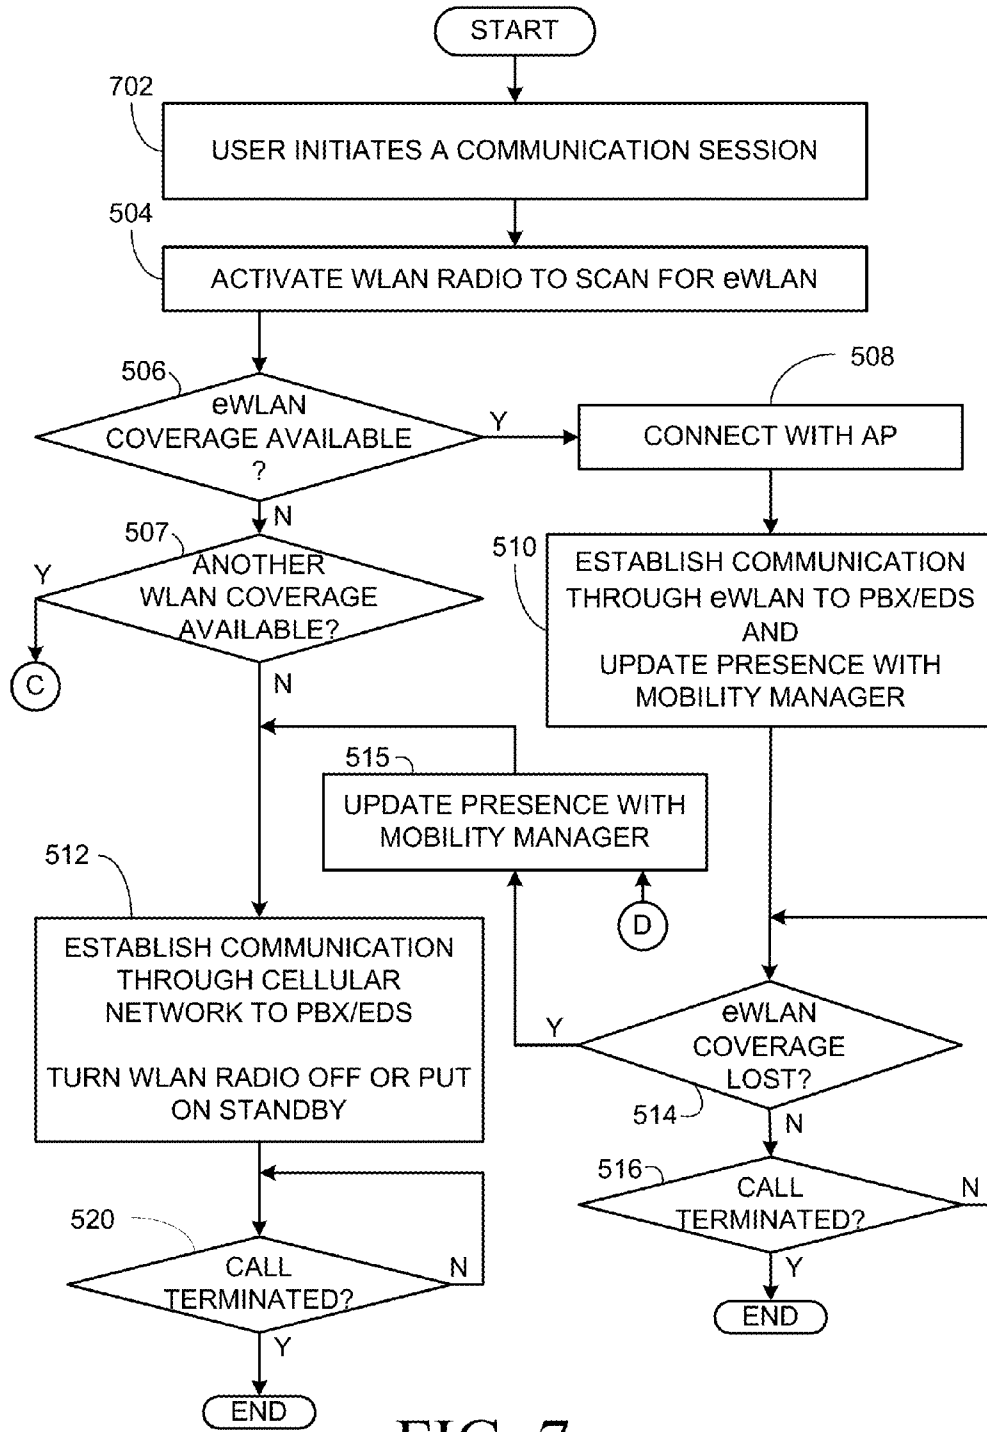 START
702
USER INITIATES A COMMUNICATION SESSION
504
ACTIVATE WLAN RADIO TO SCAN FOR eWLAN
506
eWLAN
COVERAGE AVAILABLE
?
Y
508
CONNECT WITH AP
N
507
ANOTHER
WLAN COVERAGE
AVAILABLE?
Y
C
N
510
ESTABLISH COMMUNICATION
THROUGH eWLAN TO PBX/EDS
AND
UPDATE PRESENCE WITH
MOBILITY MANAGER
515
UPDATE PRESENCE WITH
MOBILITY MANAGER
D
512
ESTABLISH COMMUNICATION
THROUGH CELLULAR
NETWORK TO PBX/EDS
TURN WLAN RADIO OFF OR PUT
ON STANDBY
Y
eWLAN
COVERAGE
LOST?
514
N
516
CALL
TERMINATED?
N
Y
END
520
CALL
TERMINATED?
N
Y
END
FIG. 7